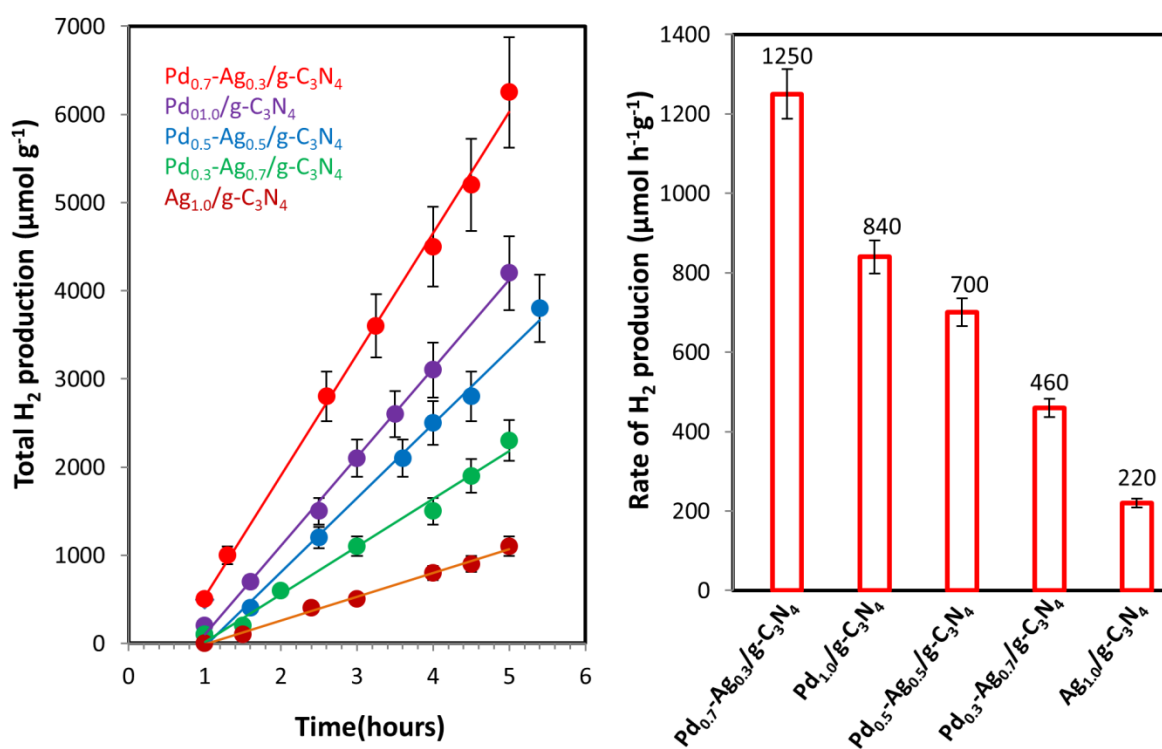 Total H₂ production (µmol g⁻¹)
7000
6000
5000
4000
3000
2000
1000
0
Pd₀.₇-Ag₀.₃/g-C₃N₄
Pd₀₁.₀/g-C₃N₄
Pd₀.₅-Ag₀.₅/g-C₃N₄
Pd₀.₃-Ag₀.₇/g-C₃N₄
Ag₁.₀/g-C₃N₄
0 1 2 3 4 5 6
Time(hours)
Rate of H₂ producion (µmol h⁻¹g⁻¹)
1400
1200
1000
800
600
400
200
0
1250
840
700
460
220
Pd₀.₇-Ag₀.₃/g-C₃N₄
Pd₁.₀/g-C₃N₄
Pd₀.₅-Ag₀.₅/g-C₃N₄
Pd₀.₃-Ag₀.₇/g-C₃N₄
Ag₁.₀/g-C₃N₄